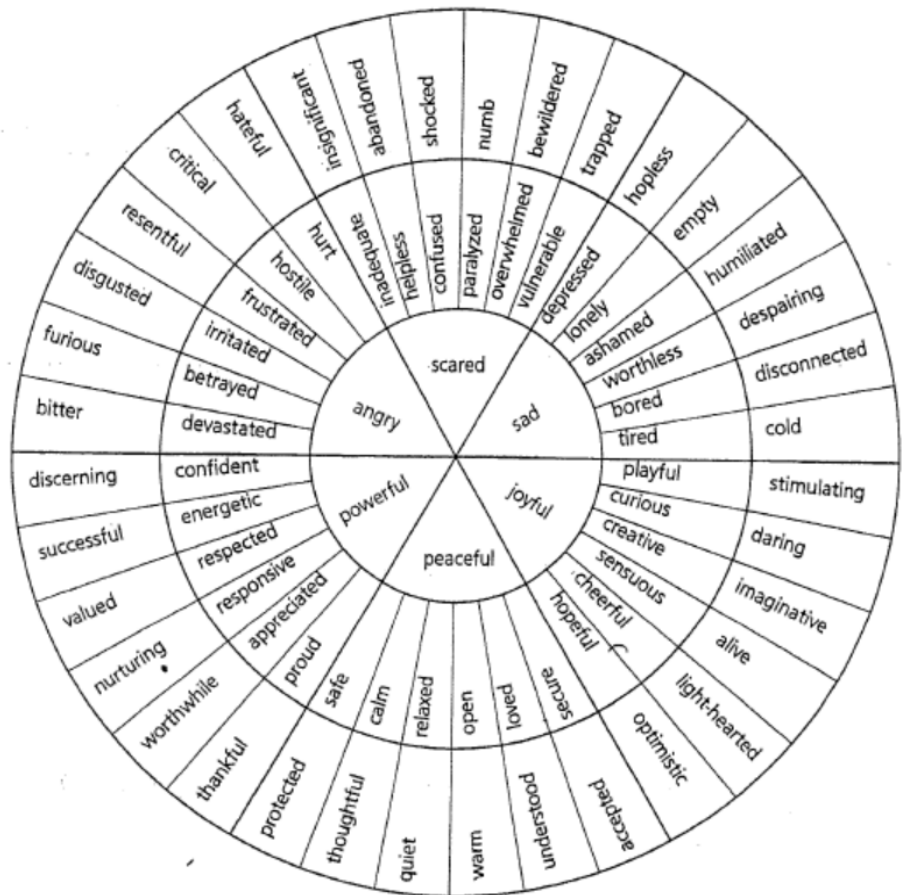 scared
sad
joyful
peaceful
powerful
angry
inadequate
helpless
confused
paralyzed
overwhelmed
vulnerable
depressed
lonely
ashamed
worthless
bored
tired
playful
curious
creative
sensuous
cheerful
hopeful
secure
loved
open
relaxed
calm
safe
proud
appreciated
responsive
respected
energetic
confident
devastated
betrayed
irritated
frustrated
hostile
hurt
insignificant
abandoned
shocked
numb
bewildered
trapped
hopless
empty
humiliated
despairing
disconnected
cold
stimulating
daring
imaginative
alive
light-hearted
optimistic
accepted
understood
warm
quiet
thoughtful
protected
thankful
worthwhile
nurturing
valued
successful
discerning
bitter
furious
disgusted
resentful
critical
hateful